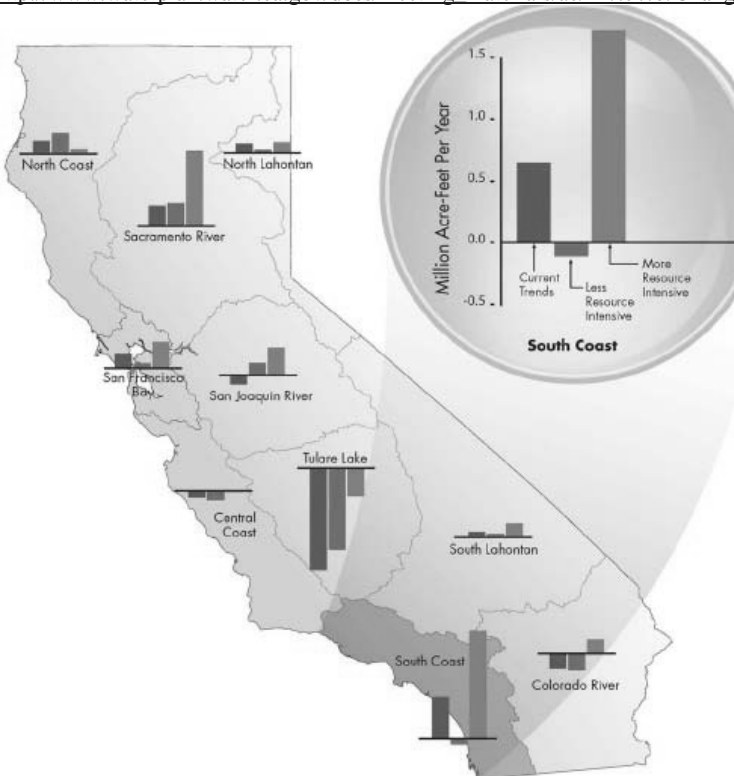 1.5
1.0
0.5
0.0
-0.5
Million Acre-Feet Per Year
Current
Trends
Less
Resource
Intensive
More
Resource
Intensive
South Coast
North Coast
Sacramento River
North Lahontan
San Francisco
Bay
San Joaquin River
Tulare Lake
Central
Coast
South Lahontan
South Coast
Colorado River